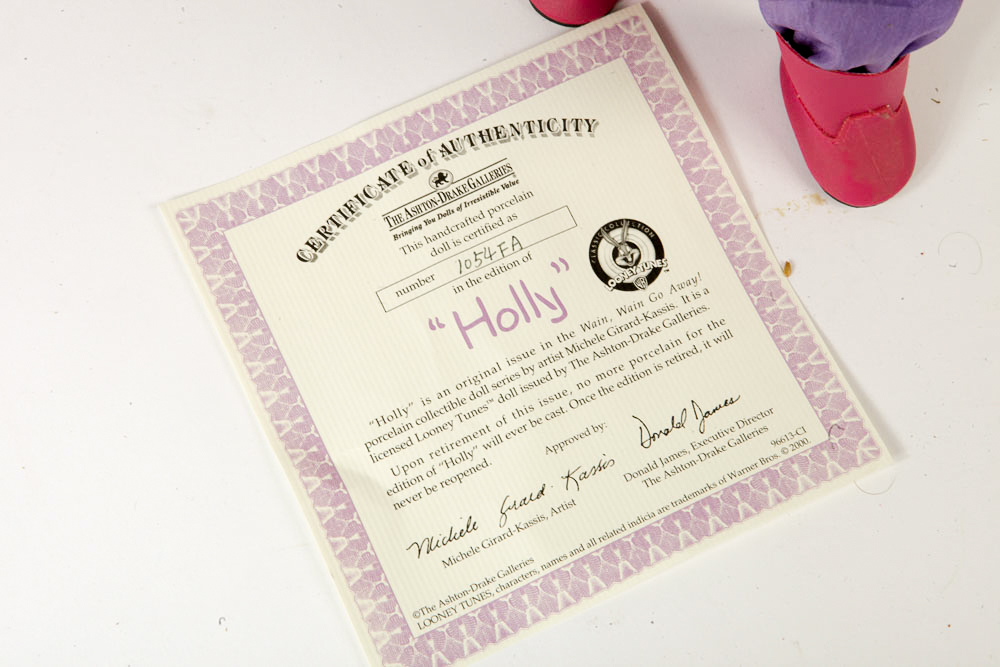 CERTIFICATE of AUTHENTICITY
THE ASHTON-DRAKE GALLERIES
Bringing You Dolls of Irresistible Value
This handcrafted porcelain
doll is certified as
number 1054FA
in the edition of
"Holly"
CLASSIC COLLECTION
LOONEY TUNES
WB
"Holly" is an original issue in the Wain, Wain Go Away!
porcelain collectible doll series by artist Michele Girard-Kassis. It is a
licensed Looney Tunes™ doll issued by The Ashton-Drake Galleries.
Upon retirement of this issue, no more porcelain for the
edition of "Holly" will ever be cast. Once the edition is retired, it will
never be reopened.
Approved by:
Michele Girard-Kassis
Michele Girard-Kassis, Artist
Donald James
Donald James, Executive Director
The Ashton-Drake Galleries
96613-CI
©The Ashton-Drake Galleries
LOONEY TUNES, characters, names and all related indicia are trademarks of Warner Bros. © 2000.